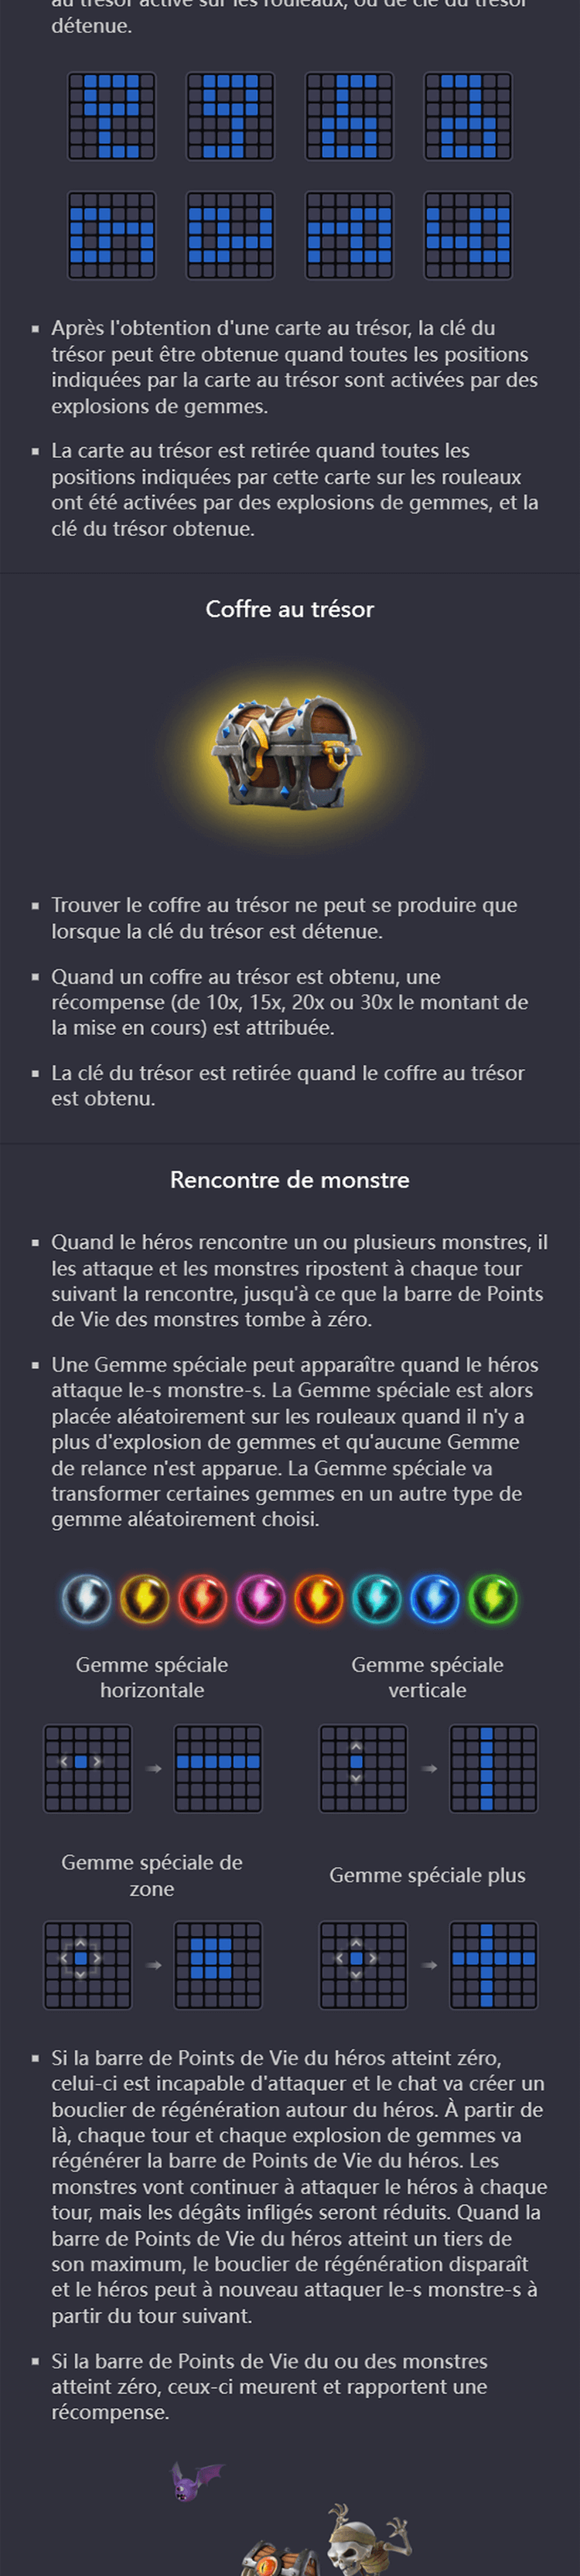 au trésor activé sur les rouleaux, ou de clé du trésor
détenue.
▪ Après l'obtention d'une carte au trésor, la clé du
trésor peut être obtenue quand toutes les positions
indiquées par la carte au trésor sont activées par des
explosions de gemmes.
▪ La carte au trésor est retirée quand toutes les
positions indiquées par cette carte sur les rouleaux
ont été activées par des explosions de gemmes, et la
clé du trésor obtenue.
Coffre au trésor
▪ Trouver le coffre au trésor ne peut se produire que
lorsque la clé du trésor est détenue.
▪ Quand un coffre au trésor est obtenu, une
récompense (de 10x, 15x, 20x ou 30x le montant de
la mise en cours) est attribuée.
▪ La clé du trésor est retirée quand le coffre au trésor
est obtenu.
Rencontre de monstre
▪ Quand le héros rencontre un ou plusieurs monstres, il
les attaque et les monstres ripostent à chaque tour
suivant la rencontre, jusqu'à ce que la barre de Points
de Vie des monstres tombe à zéro.
▪ Une Gemme spéciale peut apparaître quand le héros
attaque le-s monstre-s. La Gemme spéciale est alors
placée aléatoirement sur les rouleaux quand il n'y a
plus d'explosion de gemmes et qu'aucune Gemme
de relance n'est apparue. La Gemme spéciale va
transformer certaines gemmes en un autre type de
gemme aléatoirement choisi.
Gemme spéciale
horizontale
Gemme spéciale
verticale
Gemme spéciale de
zone
Gemme spéciale plus
▪ Si la barre de Points de Vie du héros atteint zéro,
celui-ci est incapable d'attaquer et le chat va créer un
bouclier de régénération autour du héros. À partir de
là, chaque tour et chaque explosion de gemmes va
régénérer la barre de Points de Vie du héros. Les
monstres vont continuer à attaquer le héros à chaque
tour, mais les dégâts infligés seront réduits. Quand la
barre de Points de Vie du héros atteint un tiers de
son maximum, le bouclier de régénération disparaît
et le héros peut à nouveau attaquer le-s monstre-s à
partir du tour suivant.
▪ Si la barre de Points de Vie du ou des monstres
atteint zéro, ceux-ci meurent et rapportent une
récompense.